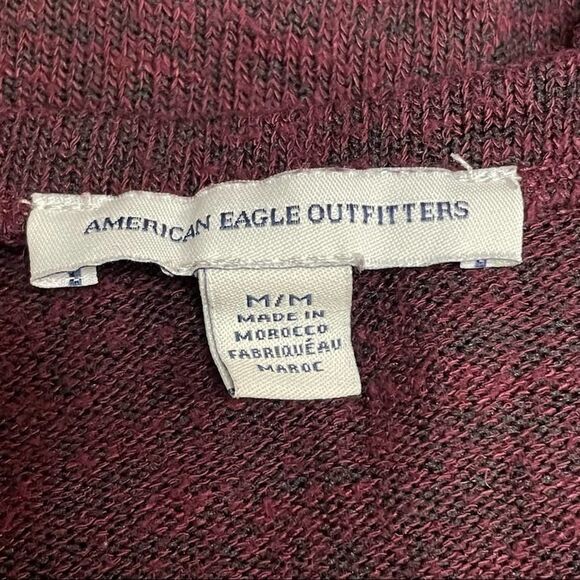 AMERICAN EAGLE OUTFITTERS
M/M
MADE IN
MOROCCO
FABRIQUÉAU
MAROC